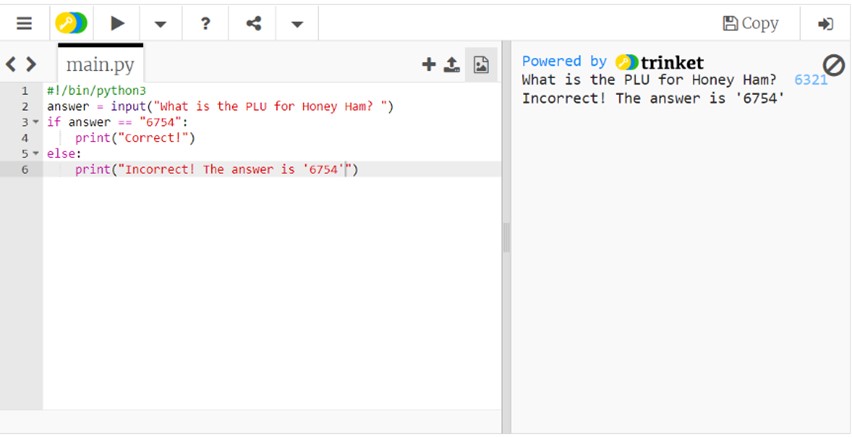 ? Copy
main.py
1 #!/bin/python3
2 answer = input("What is the PLU for Honey Ham? ")
3 if answer == "6754":
4     print("Correct!")
5 else:
6     print("Incorrect! The answer is '6754'")
Powered by trinket
What is the PLU for Honey Ham? 6321
Incorrect! The answer is '6754'